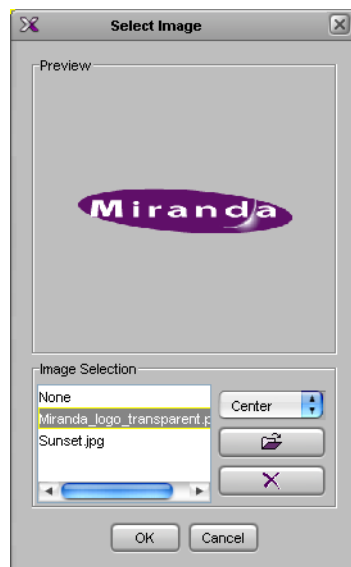 Select Image
Preview
Miranda
Image Selection
None
Center
Miranda_logo_transparent.p
Sunset.jpg
OK
Cancel